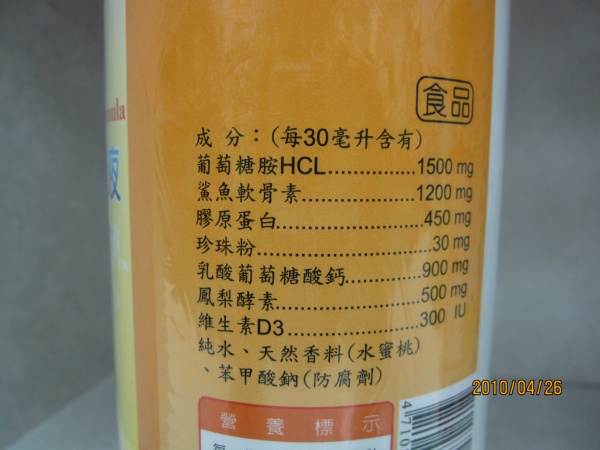 食品
成 分：(每30毫升含有)
葡萄糖胺HCL................1500 mg
鯊魚軟骨素.....................1200 mg
膠原蛋白...........................450 mg
珍珠粉................................30 mg
乳酸葡萄糖酸鈣..............900 mg
鳳梨酵素.........................500 mg
維生素D3.........................300 IU
純水、天然香料(水蜜桃)
、苯甲酸鈉(防腐劑)
營養標示
2010/04/26